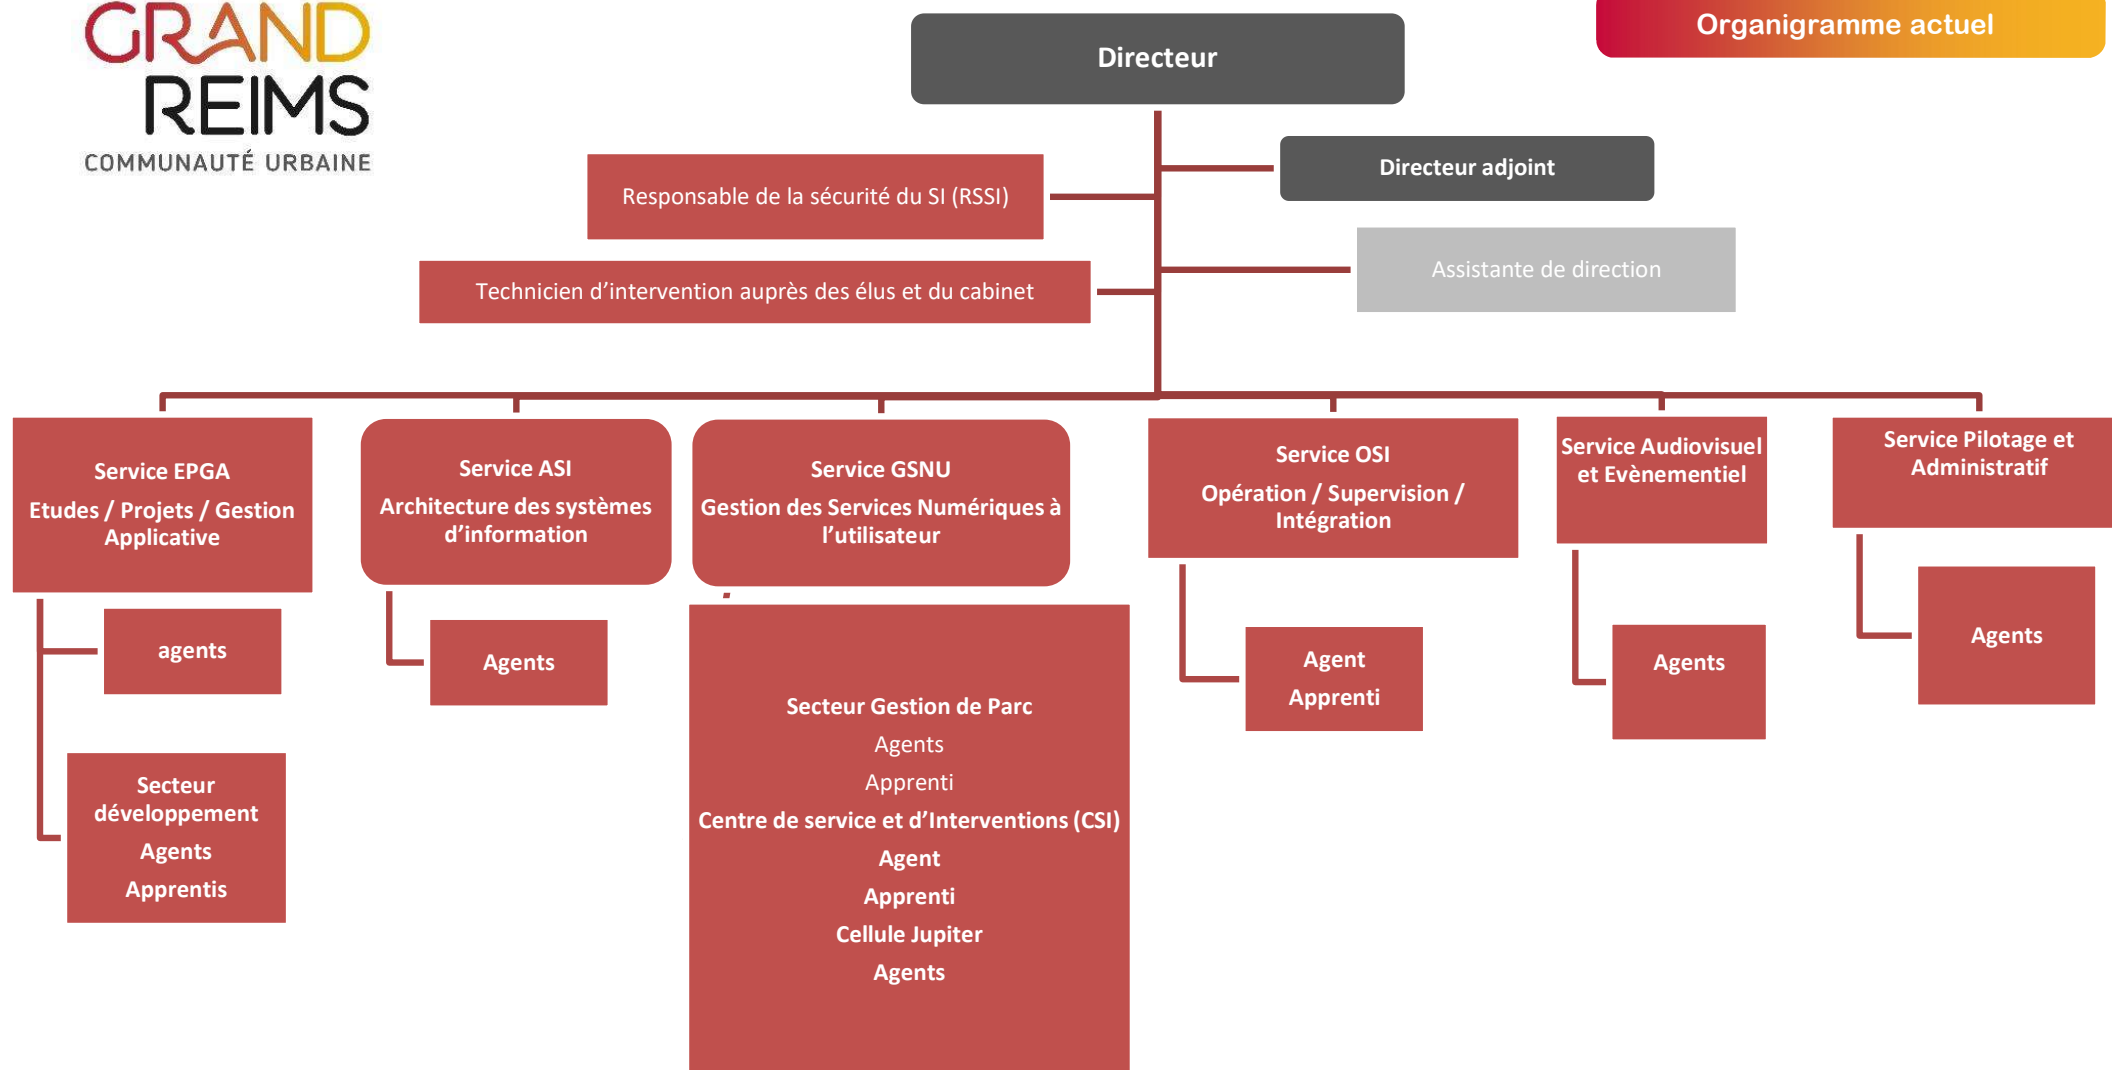 GRAND
REIMS
COMMUNAUTÉ URBAINE
Organigramme actuel
Directeur
Directeur adjoint
Responsable de la sécurité du SI (RSSI)
Assistante de direction
Technicien d’intervention auprès des élus et du cabinet
Service EPGA
Etudes / Projets / Gestion
Applicative
agents
Secteur
développement
Agents
Apprentis
Service ASI
Architecture des systèmes
d’information
Agents
Service GSNU
Gestion des Services Numériques à
l’utilisateur
Secteur Gestion de Parc
Agents
Apprenti
Centre de service et d’Interventions (CSI)
Agent
Apprenti
Cellule Jupiter
Agents
Service OSI
Opération / Supervision /
Intégration
Agent
Apprenti
Service Audiovisuel
et Evènementiel
Agents
Service Pilotage et
Administratif
Agents